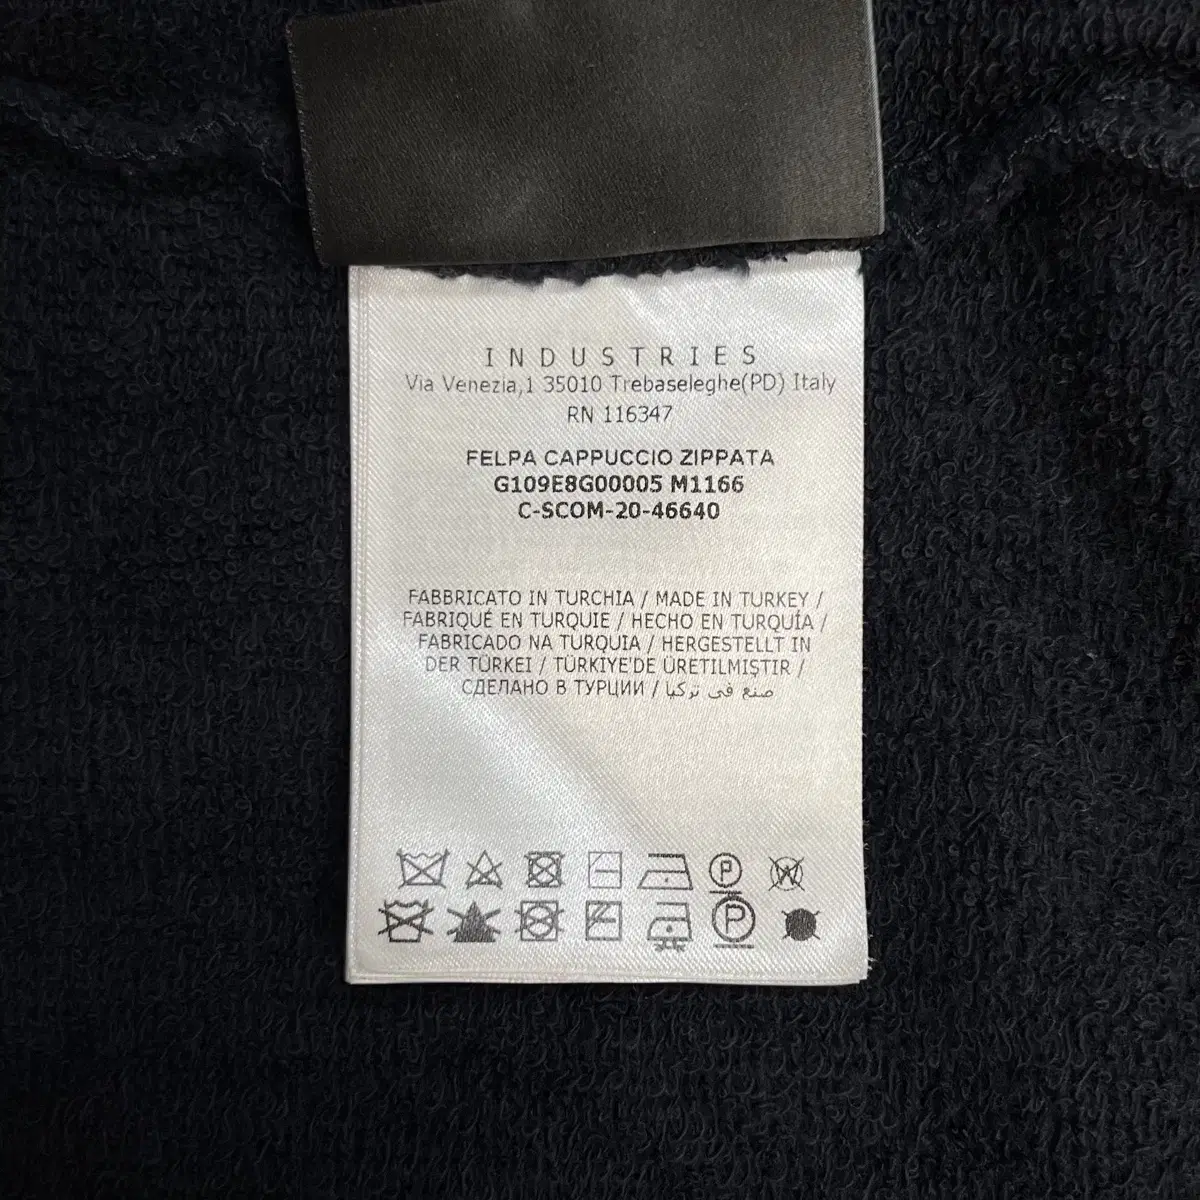 INDUSTRIES
Via Venezia,1 35010 Trebaseleghe(PD) Italy
RN 116347
FELPA CAPPUCCIO ZIPPATA
G109E8G00005 M1166
C-SCOM-20-46640
FABBRICATO IN TURCHIA / MADE IN TURKEY /
FABRIQUÉ EN TURQUIE / HECHO EN TURQUÍA /
FABRICADO NA TURQUIA / HERGESTELLT IN
DER TÜRKEI / TÜRKIYE'DE ÜRETILMIŞTIR /
СДЕЛАНО В ТУРЦИИ / صنع في تركيا
P W
P